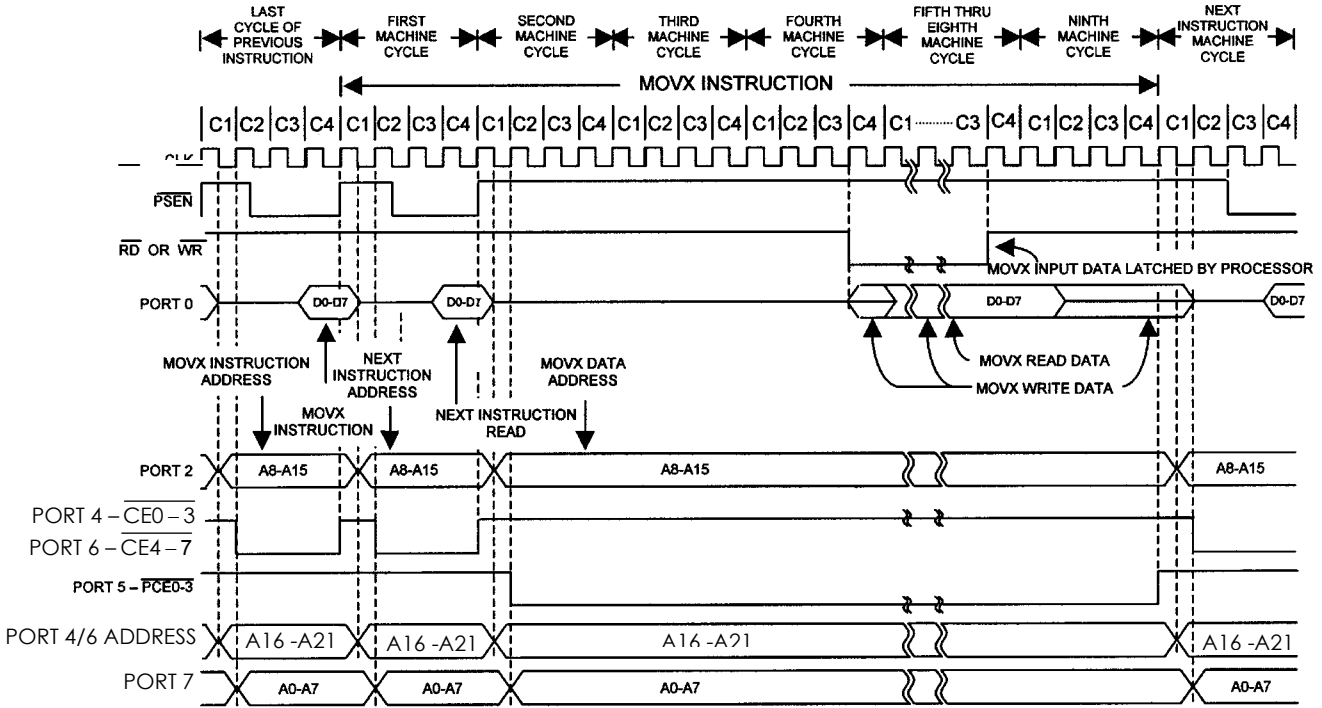 LAST CYCLE OF PREVIOUS INSTRUCTION
FIRST MACHINE CYCLE
SECOND MACHINE CYCLE
THIRD MACHINE CYCLE
FOURTH MACHINE CYCLE
FIFTH THRU EIGHTH MACHINE CYCLE
NINTH MACHINE CYCLE
NEXT INSTRUCTION MACHINE CYCLE
MOVX INSTRUCTION
C1 C2 C3 C4 C1 C2 C3 C4 C1 C2 C3 C4 C1 C2 C3 C4 C1 C2 C3 C4 C1 ........ C3 C4 C1 C2 C3 C4 C1 C2 C3 C4
PSEN
RD OR WR
MOVX INPUT DATA LATCHED BY PROCESSOR
PORT 0
D0-D7
D0-D7
D0-D7
D0-D7
MOVX INSTRUCTION ADDRESS
NEXT INSTRUCTION ADDRESS
MOVX DATA ADDRESS
MOVX READ DATA
MOVX WRITE DATA
MOVX INSTRUCTION
NEXT INSTRUCTION READ
PORT 2
A8-A15
A8-A15
A8-A15
A8-A15
PORT 4 – CE0 – 3
PORT 6 – CE4 – 7
PORT 5 – PCE0-3
PORT 4/6 ADDRESS
A16 -A21
A16 -A21
A16 -A21
A16 -A21
PORT 7
A0-A7
A0-A7
A0-A7
A0-A7